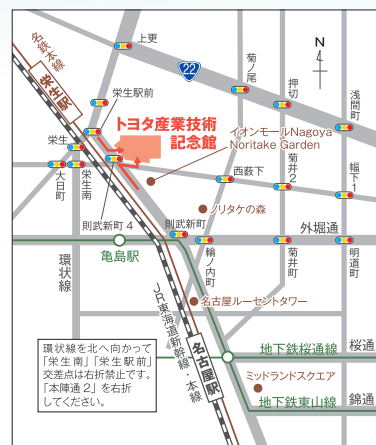 名鉄・本線
栄生駅
上更
22
菊ノ尾
押切
N
浅間町
栄生駅前
トヨタ産業技術
記念館
イオンモールNagoya
Noritake Garden
栄生
大日町
栄生南
西薮下
菊井2
幅下1
則武新町4
ノリタケの森
則武新町
外堀通
亀島駅
環状線
輪ノ内町
菊井町
明道町
名古屋ルーセントタワー
JR東海道新幹線・本線
名古屋駅
環状線を北へ向かって
「栄生南」「栄生駅前」
交差点は右折禁止です。
「本陣通2」を右折
してください。
地下鉄桜通線
桜通
ミッドランドスクエア
地下鉄東山線
錦通